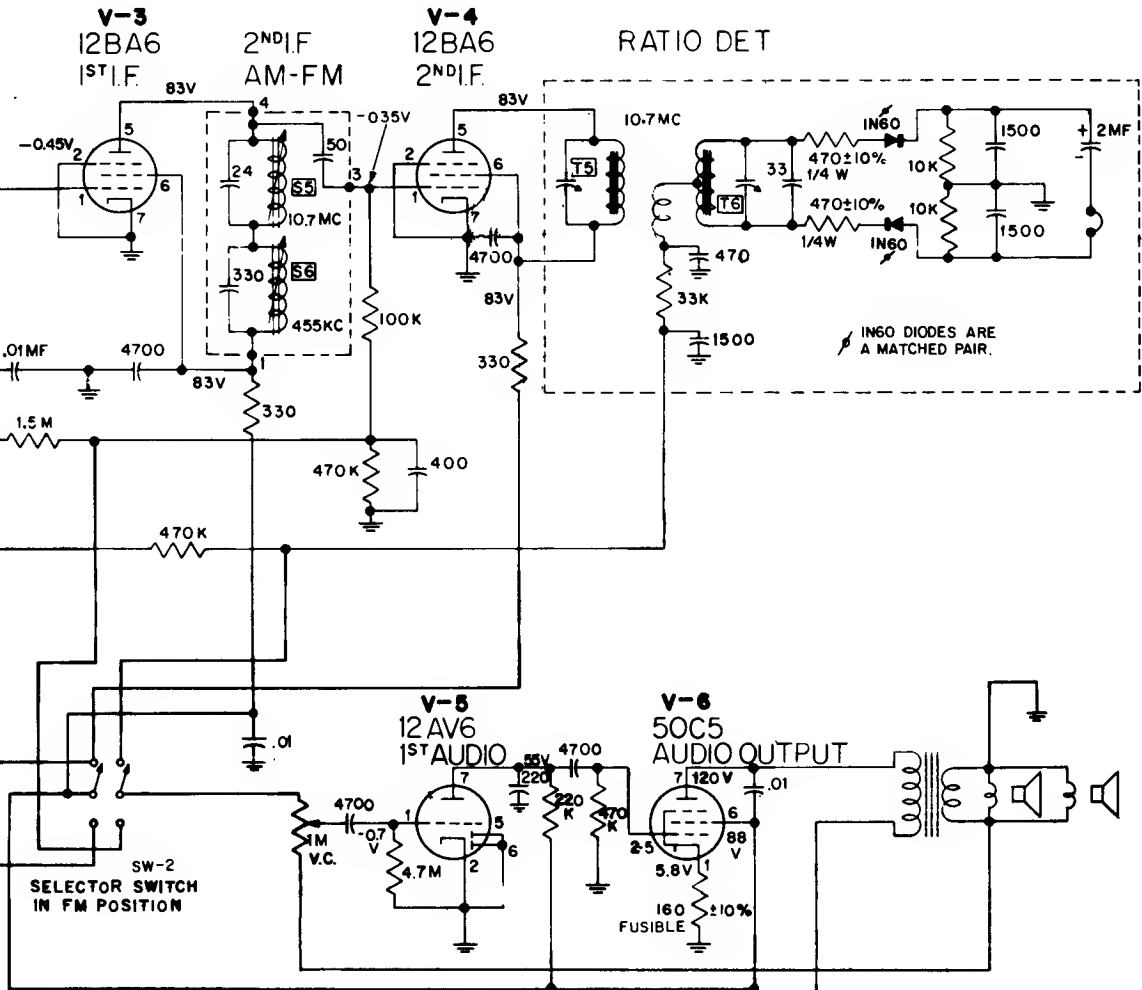 V-3
12BA6
1ST I.F.
2ND I.F
AM-FM
V-4
12BA6
2ND I.F.
RATIO DET
83V
4
-0.45V
5
2
1
6
7
24
S5
10.7MC
50
3
-035V
330
S6
455KC
1
83V
5
2
1
6
7
4700
83V
T5
10.7MC
T6
33
470±10%
1/4 W
470±10%
1/4W
IN60
IN60
10K
10K
1500
1500
+
-
2MF
470
33K
1500
IN60 DIODES ARE
A MATCHED PAIR.
.01MF
4700
83V
330
100K
330
1.5 M
470K
400
470K
.01
SW-2
SELECTOR SWITCH
IN FM POSITION
1M
V.C.
4700
-0.7
V
4.7M
V-5
12AV6
1ST AUDIO
7
1
5
6
2
55V
220
220
K
4700
470
K
V-6
50C5
AUDIO OUTPUT
7
120V
6
88
V
2-5
5.8V
1
160
±10%
FUSIBLE
.01